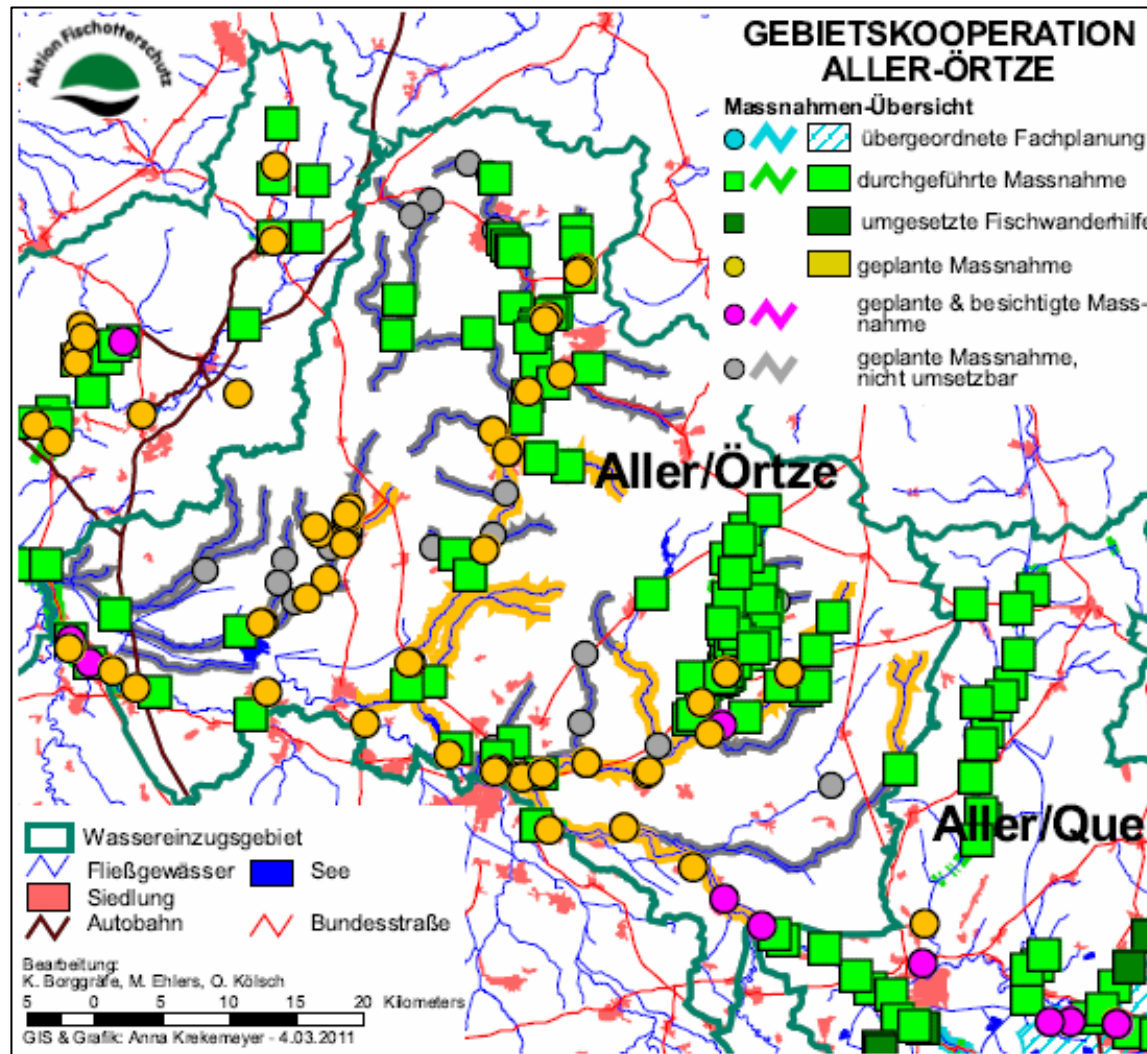 Aktion Fischotterschutz
GEBIETSKOOPERATION
ALLER-ÖRTZE
Massnahmen-Übersicht
übergeordnete Fachplanung
durchgeführte Massnahme
umgesetzte Fischwanderhilfe
geplante Massnahme
geplante & besichtigte Mass-
nahme
geplante Massnahme,
nicht umsetzbar
Aller/Örtze
Aller/Que
Wassereinzugsgebiet
Fließgewässer See
Siedlung
Autobahn Bundesstraße
Bearbeitung:
K. Borggräfe, M. Ehlers, O. Kölsch
5 0 5 10 15 20 Kilometers
GIS & Grafik: Anna Krekemeyer - 4.03.2011